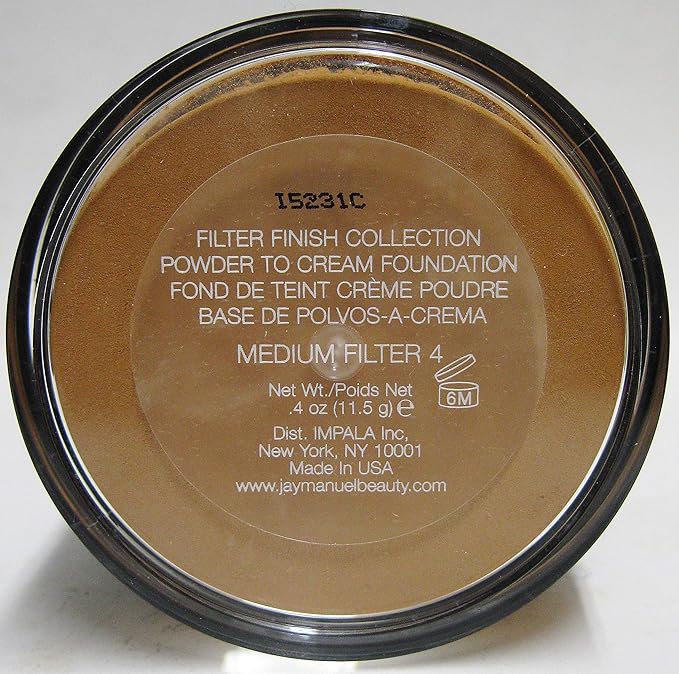 I5231C
FILTER FINISH COLLECTION
POWDER TO CREAM FOUNDATION
FOND DE TEINT CRÈME POUDRE
BASE DE POLVOS-A-CREMA
MEDIUM FILTER 4
6M
Net Wt./Poids Net
.4 oz (11.5 g) ℮
Dist. IMPALA Inc,
New York, NY 10001
Made In USA
www.jaymanuelbeauty.com